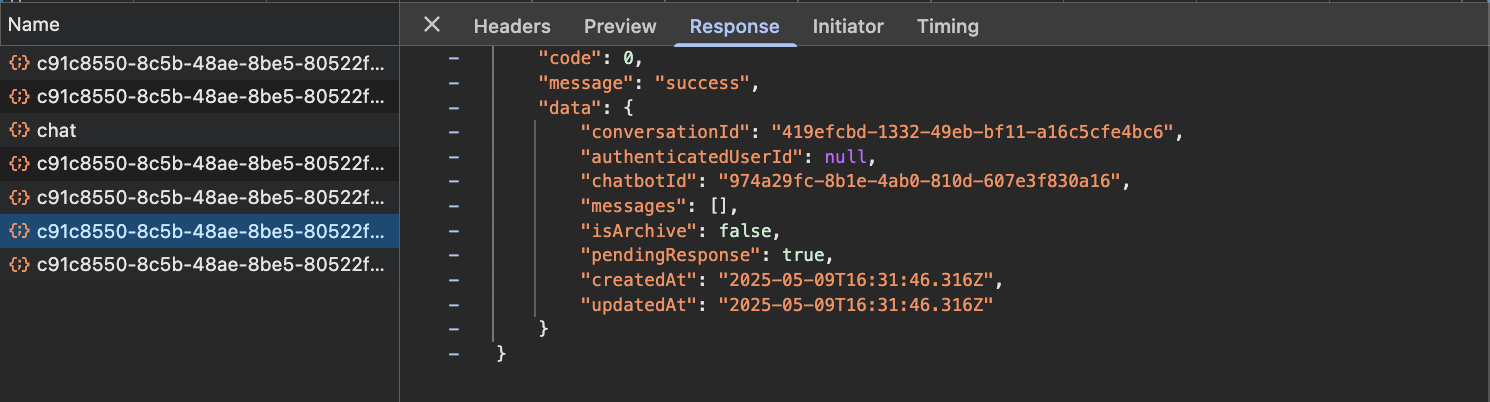 Name
c91c8550-8c5b-48ae-8be5-80522f...
c91c8550-8c5b-48ae-8be5-80522f...
chat
c91c8550-8c5b-48ae-8be5-80522f...
c91c8550-8c5b-48ae-8be5-80522f...
c91c8550-8c5b-48ae-8be5-80522f...
c91c8550-8c5b-48ae-8be5-80522f...
Headers Preview Response Initiator Timing
"code": 0,
"message": "success",
"data": {
"conversationId": "419efcbd-1332-49eb-bf11-a16c5cfe4bc6",
"authenticatedUserId": null,
"chatbotId": "974a29fc-8b1e-4ab0-810d-607e3f830a16",
"messages": [],
"isArchive": false,
"pendingResponse": true,
"createdAt": "2025-05-09T16:31:46.316Z",
"updatedAt": "2025-05-09T16:31:46.316Z"
}
}